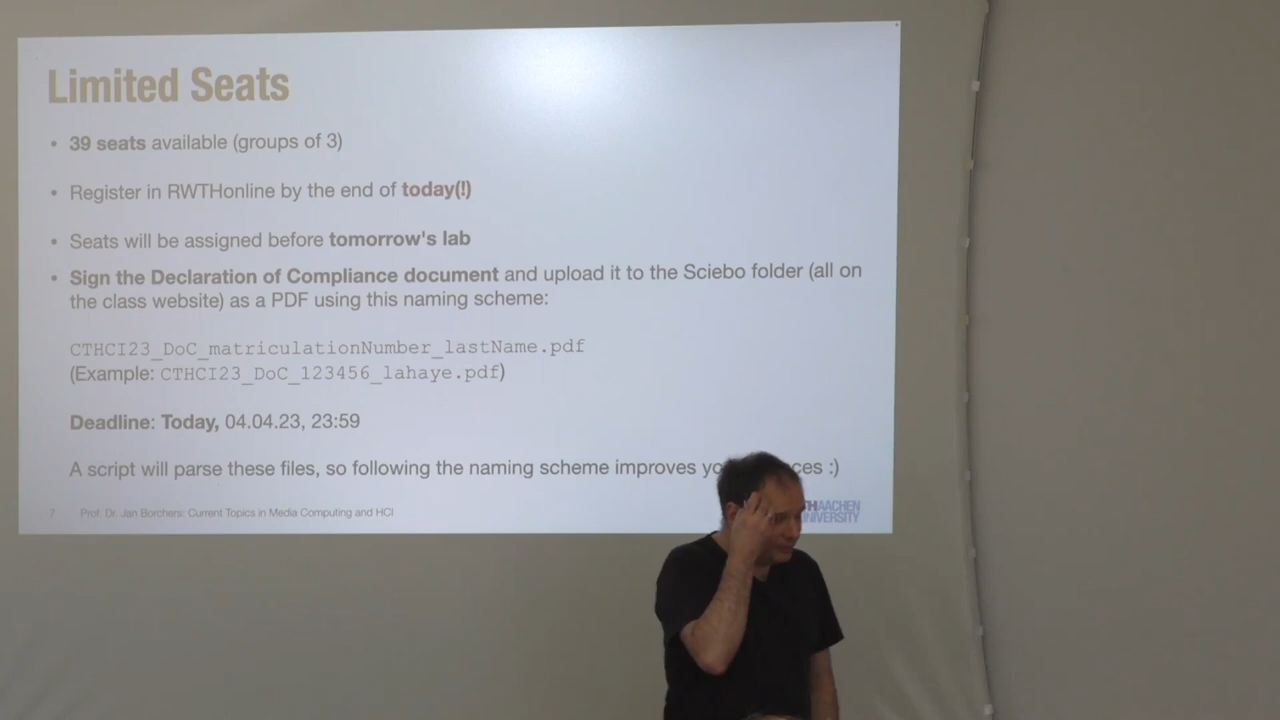 Limited Seats
• 39 seats available (groups of 3)
• Register in RWTHonline by the end of today(!)
• Seats will be assigned before tomorrow's lab
• Sign the Declaration of Compliance document and upload it to the Sciebo folder (all on
the class website) as a PDF using this naming scheme:
CTHCI23_DoC_matriculationNumber_lastName.pdf
(Example: CTHCI23_DoC_123456_lahaye.pdf)
Deadline: Today, 04.04.23, 23:59
A script will parse these files, so following the naming scheme improves :)
7 Prof. Dr. Jan Borchers: Current Topics in Media Computing and HCI
AACHEN
UNIVERSITY